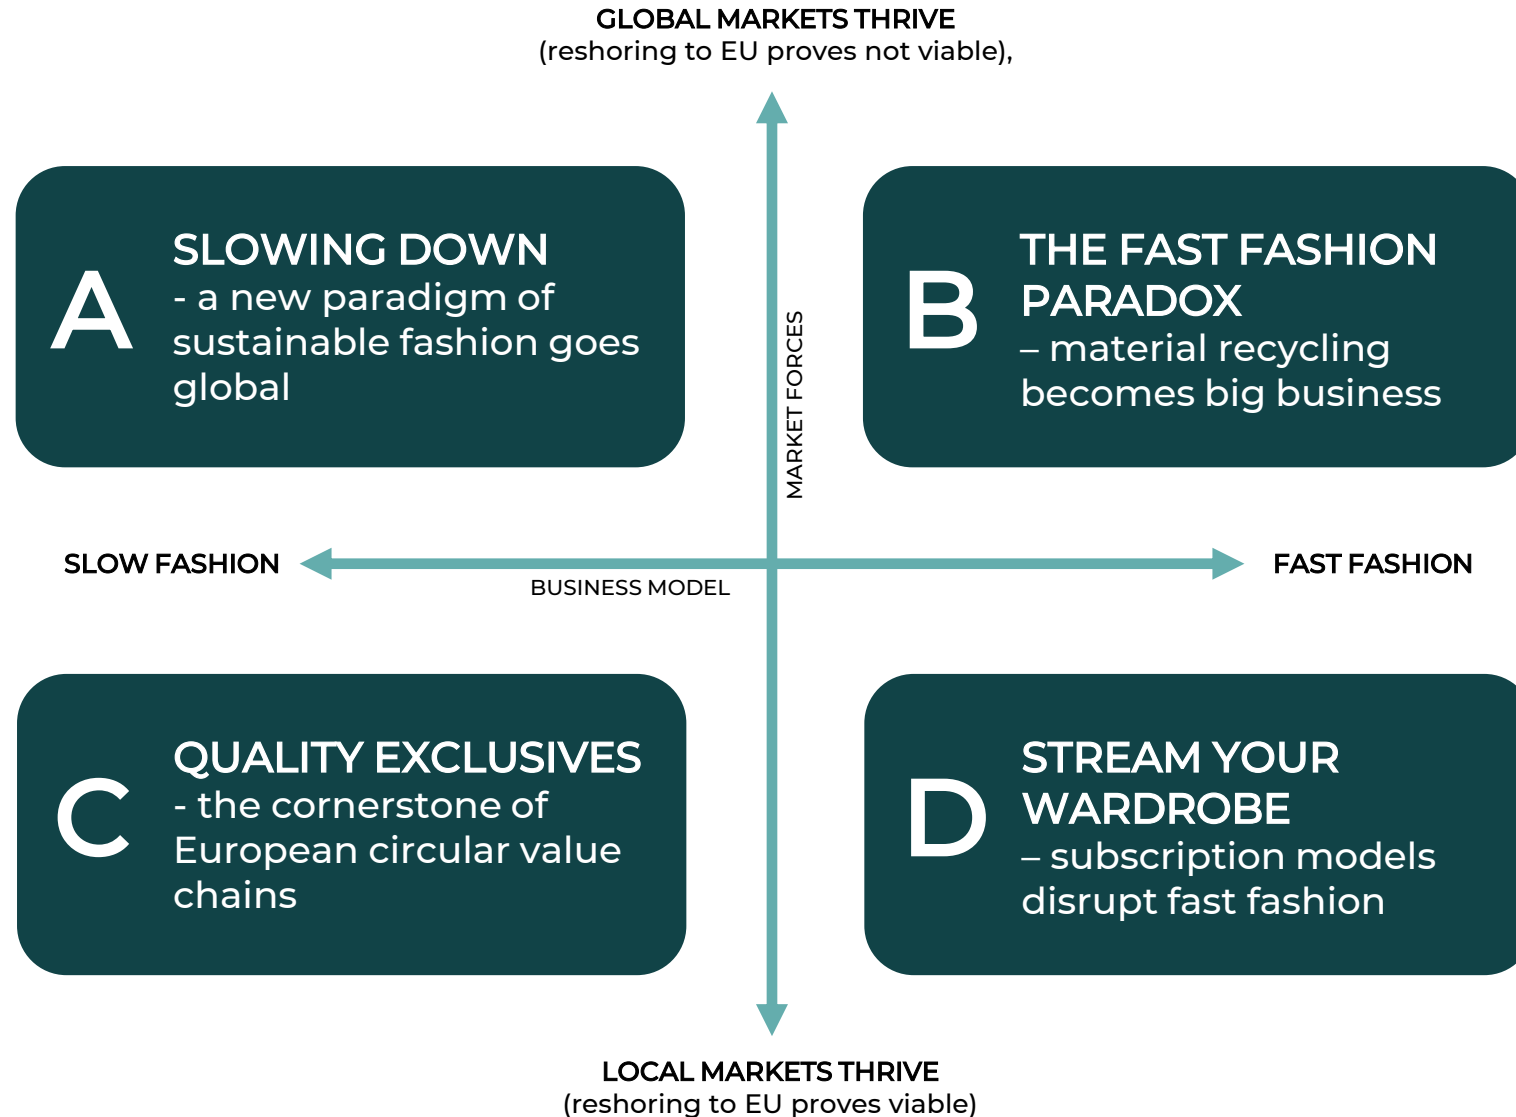 GLOBAL MARKETS THRIVE
(reshoring to EU proves not viable),
A
SLOWING DOWN
- a new paradigm of
sustainable fashion goes
global
B
THE FAST FASHION
PARADOX
– material recycling
becomes big business
MARKET FORCES
SLOW FASHION
BUSINESS MODEL
FAST FASHION
C
QUALITY EXCLUSIVES
- the cornerstone of
European circular value
chains
D
STREAM YOUR
WARDROBE
– subscription models
disrupt fast fashion
LOCAL MARKETS THRIVE
(reshoring to EU proves viable)